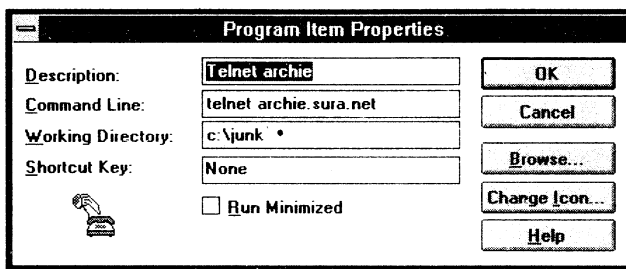 Program Item Properties
Description: Telnet archie
Command Line: telnet archie.sura.net
Working Directory: c:\junk
Shortcut Key: None
Run Minimized
OK
Cancel
Browse...
Change Icon...
Help